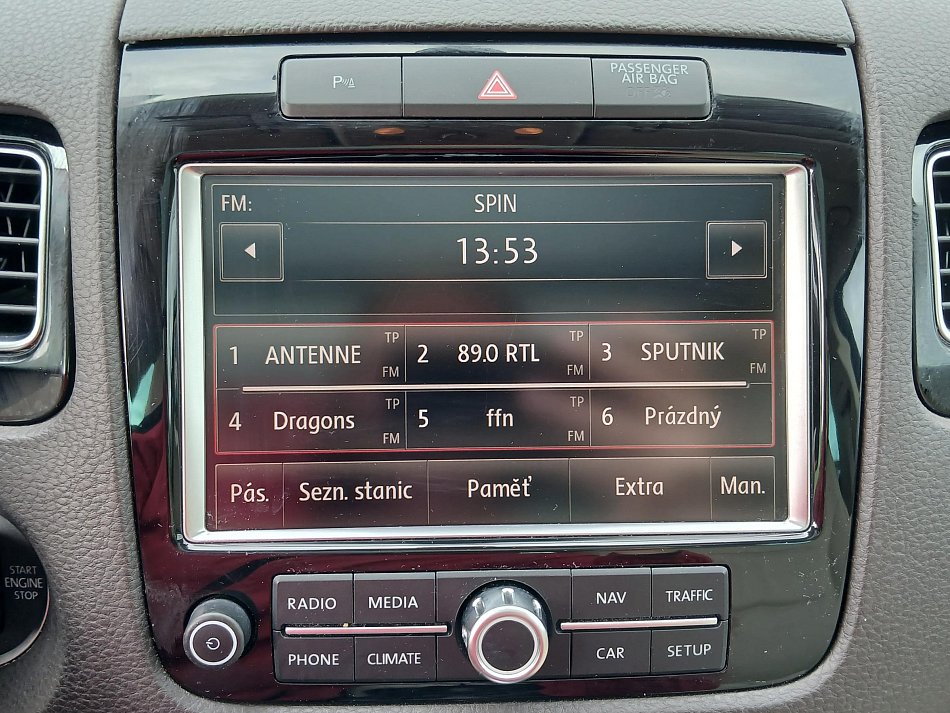 P
PASSENGER
AIR BAG
OFF
FM: SPIN
13:53
1 ANTENNE TP FM
2 89.0 RTL TP FM
3 SPUTNIK TP FM
4 Dragons TP FM
5 ffn TP FM
6 Prázdný
Pás. Sezn. stanic Paměť Extra Man.
START
ENGINE
STOP
RADIO MEDIA NAV TRAFFIC
PHONE CLIMATE CAR SETUP